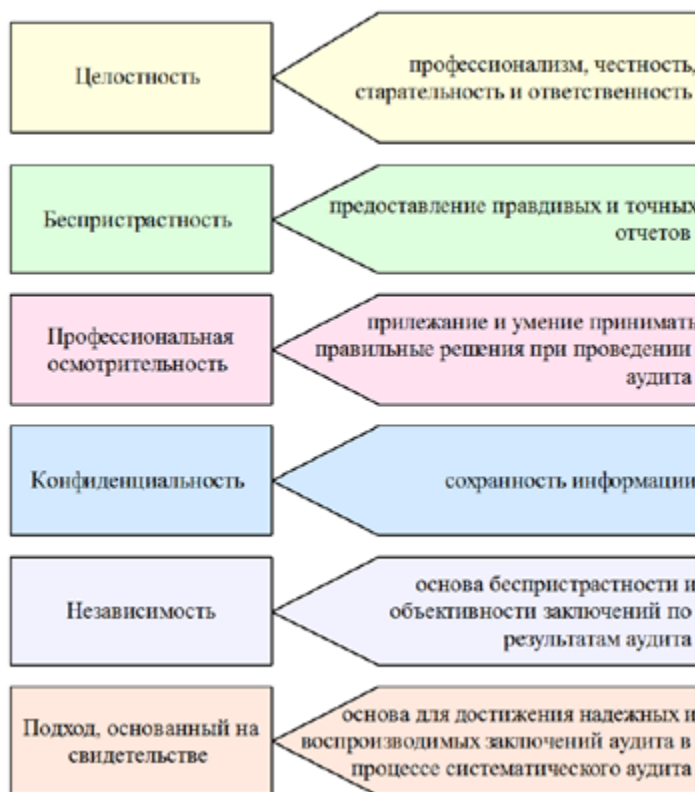 Целостность
профессионализм, честность,
старательность и ответственность
Беспристрастность
предоставление правдивых и точных
отчетов
Профессиональная
осмотрительность
прилежание и умение принимать
правильные решения при проведении
аудита
Конфиденциальность
сохранность информации
Независимость
основа беспристрастности и
объективности заключений по
результатам аудита
Подход, основанный на
свидетельстве
основа для достижения надежных и
воспроизводимых заключений аудита в
процессе систематического аудита